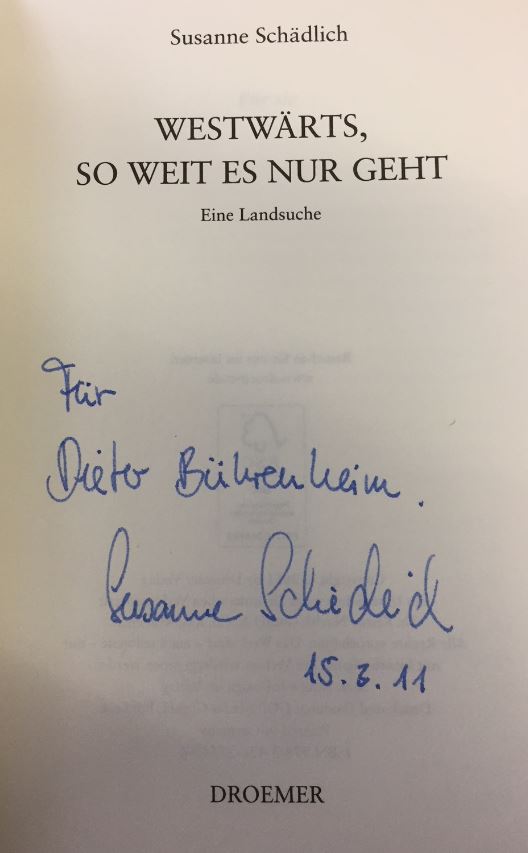 Susanne Schädlich
WESTWÄRTS,
SO WEIT ES NUR GEHT
Eine Landsuche
Für
Dieter Bührenheim.
Susanne Schädlich
15.3.11
DROEMER